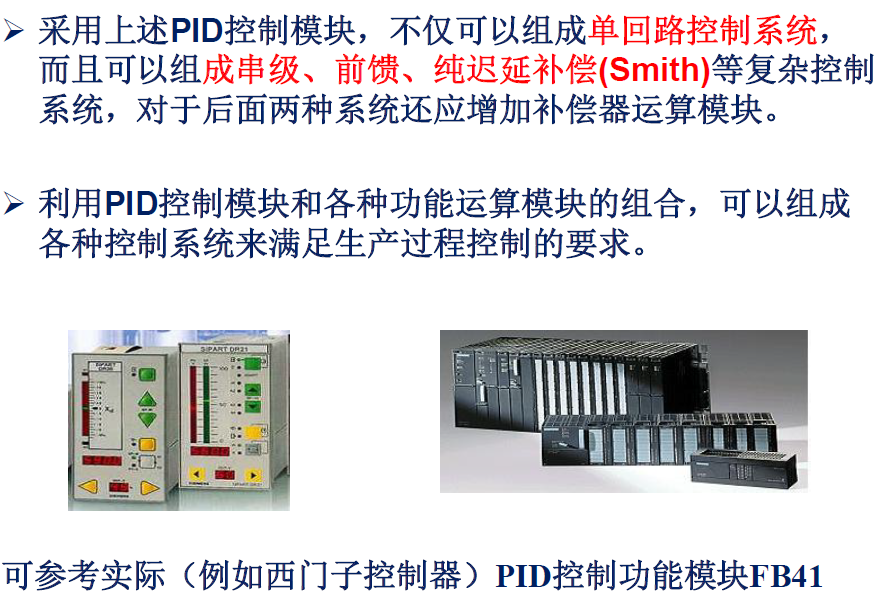 ➢ 采用上述PID控制模块，不仅可以组成单回路控制系统，
而且可以组成串级、前馈、纯迟延补偿(Smith)等复杂控制
系统，对于后面两种系统还应增加补偿器运算模块。
➢ 利用PID控制模块和各种功能运算模块的组合，可以组成
各种控制系统来满足生产过程控制的要求。
SIPART DR21
SIPART
可参考实际（例如西门子控制器）PID控制功能模块FB41